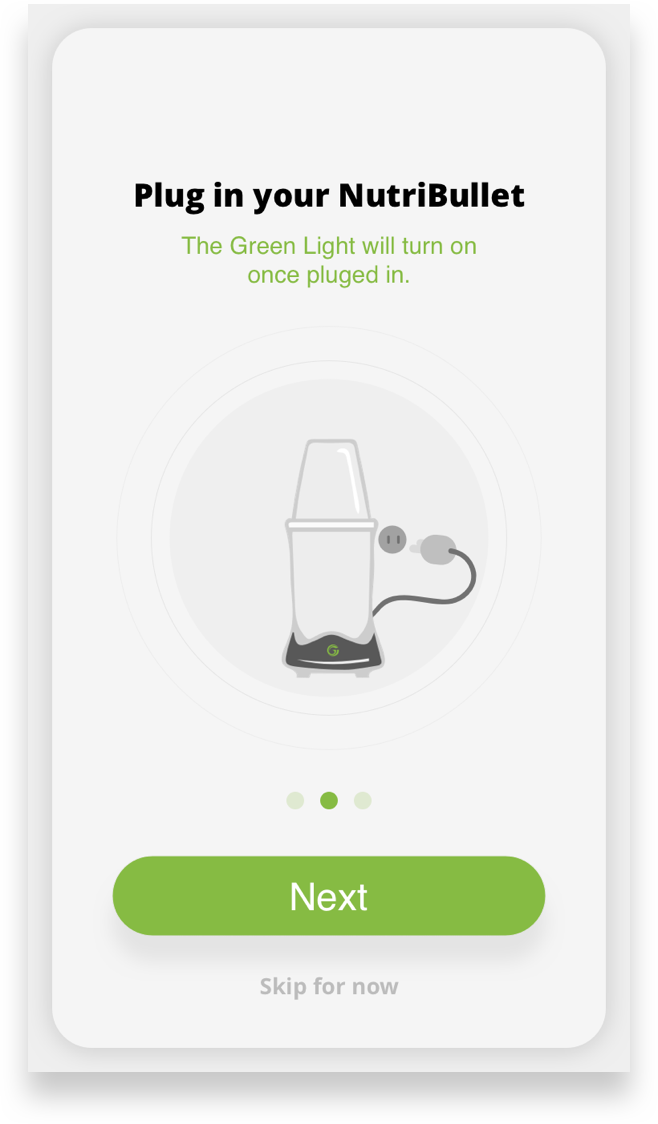 Plug in your NutriBullet
The Green Light will turn on
once pluged in.
Next
Skip for now